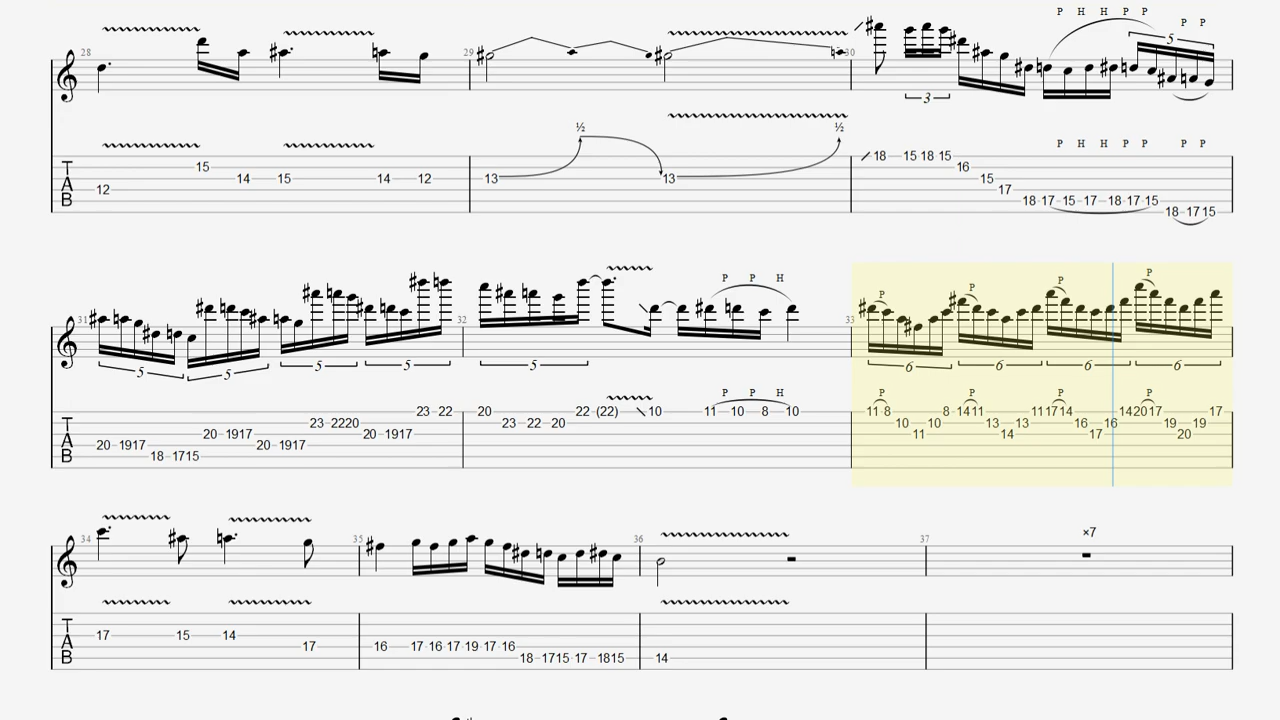 P H H P P P P
28 29 30
3 5
½ ½ P H H P P P P
T A B 12 15 14 15 14 12 13 13 18 15 18 15 16 15 17 18 17 15 17 18 17 15 18 17 15
P P H P P P P
31 32 33
5 5 5 5 5 6 6 6 6
P P H P P P P
T A B 20 19 17 18 17 15 20 19 17 20 19 17 23 22 20 20 19 17 23 22 20 23 22 20 22 (22) 10 11 10 8 10 11 8 10 11 10 8 14 11 13 14 13 11 17 14 16 17 16 14 20 17 19 20 19 17
34 35 36 37 ×7
T A B 17 15 14 17 16 17 16 17 19 17 16 18 17 15 17 18 15 14